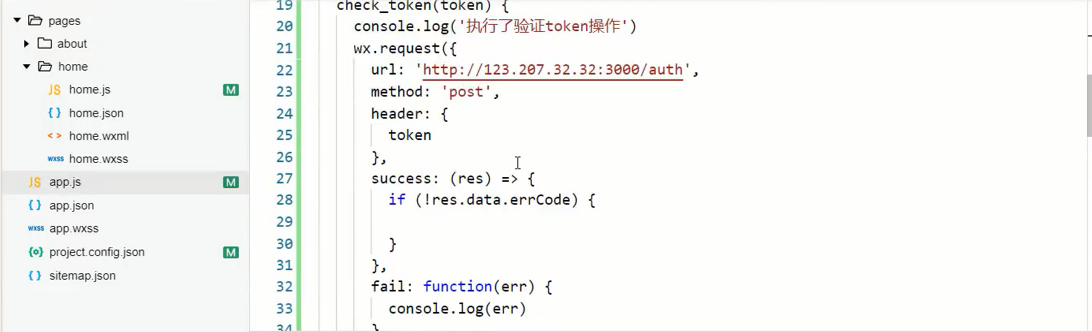 pages
about
home
JS home.js M
{ } home.json
< > home.wxml
wxss home.wxss
JS app.js M
{ } app.json
wxss app.wxss
{o} project.config.json M
{ } sitemap.json
19 check_token(token) {
20 console.log('执行了验证token操作')
21 wx.request({
22 url: 'http://123.207.32.32:3000/auth',
23 method: 'post',
24 header: {
25 token
26 },
27 success: (res) => {
28 if (!res.data.errCode) {
29
30 }
31 },
32 fail: function(err) {
33 console.log(err)
34 }